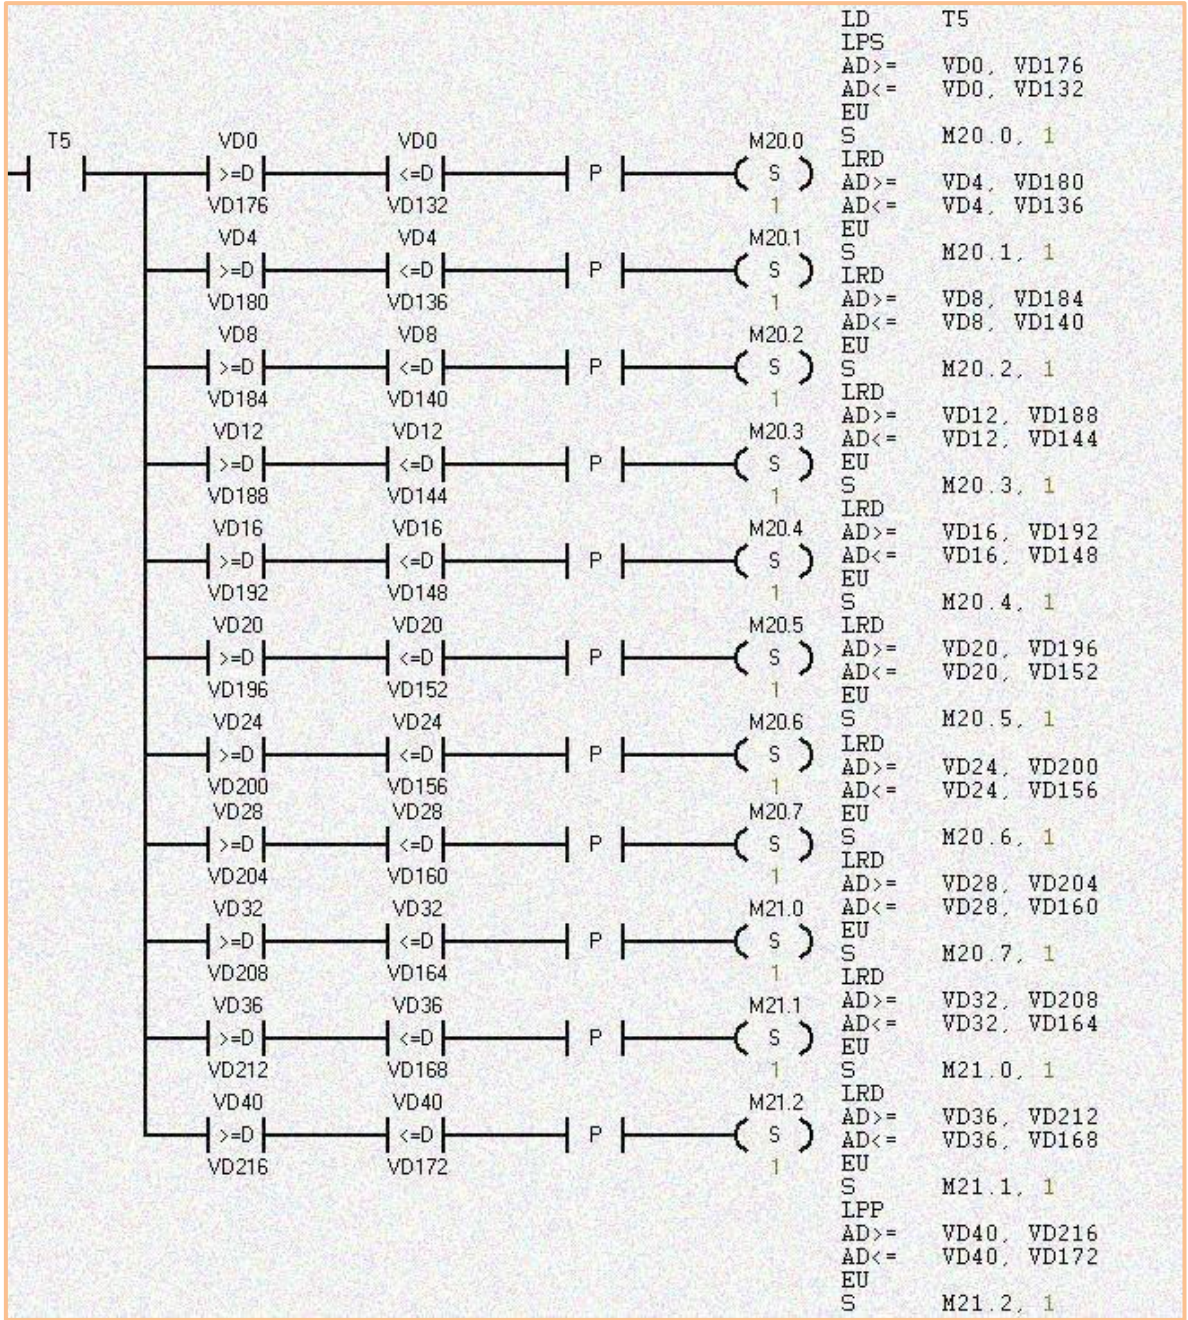 T5
VD0 VD0 M20.0
>=D <=D P S
VD176 VD132 1
VD4 VD4 M20.1
>=D <=D P S
VD180 VD136 1
VD8 VD8 M20.2
>=D <=D P S
VD184 VD140 1
VD12 VD12 M20.3
>=D <=D P S
VD188 VD144 1
VD16 VD16 M20.4
>=D <=D P S
VD192 VD148 1
VD20 VD20 M20.5
>=D <=D P S
VD196 VD152 1
VD24 VD24 M20.6
>=D <=D P S
VD200 VD156 1
VD28 VD28 M20.7
>=D <=D P S
VD204 VD160 1
VD32 VD32 M21.0
>=D <=D P S
VD208 VD164 1
VD36 VD36 M21.1
>=D <=D P S
VD212 VD168 1
VD40 VD40 M21.2
>=D <=D P S
VD216 VD172 1
LD T5
LPS
AD>= VD0, VD176
AD<= VD0, VD132
EU
S M20.0, 1
LRD
AD>= VD4, VD180
AD<= VD4, VD136
EU
S M20.1, 1
LRD
AD>= VD8, VD184
AD<= VD8, VD140
EU
S M20.2, 1
LRD
AD>= VD12, VD188
AD<= VD12, VD144
EU
S M20.3, 1
LRD
AD>= VD16, VD192
AD<= VD16, VD148
EU
S M20.4, 1
LRD
AD>= VD20, VD196
AD<= VD20, VD152
EU
S M20.5, 1
LRD
AD>= VD24, VD200
AD<= VD24, VD156
EU
S M20.6, 1
LRD
AD>= VD28, VD204
AD<= VD28, VD160
EU
S M20.7, 1
LRD
AD>= VD32, VD208
AD<= VD32, VD164
EU
S M21.0, 1
LRD
AD>= VD36, VD212
AD<= VD36, VD168
EU
S M21.1, 1
LPP
AD>= VD40, VD216
AD<= VD40, VD172
EU
S M21.2, 1